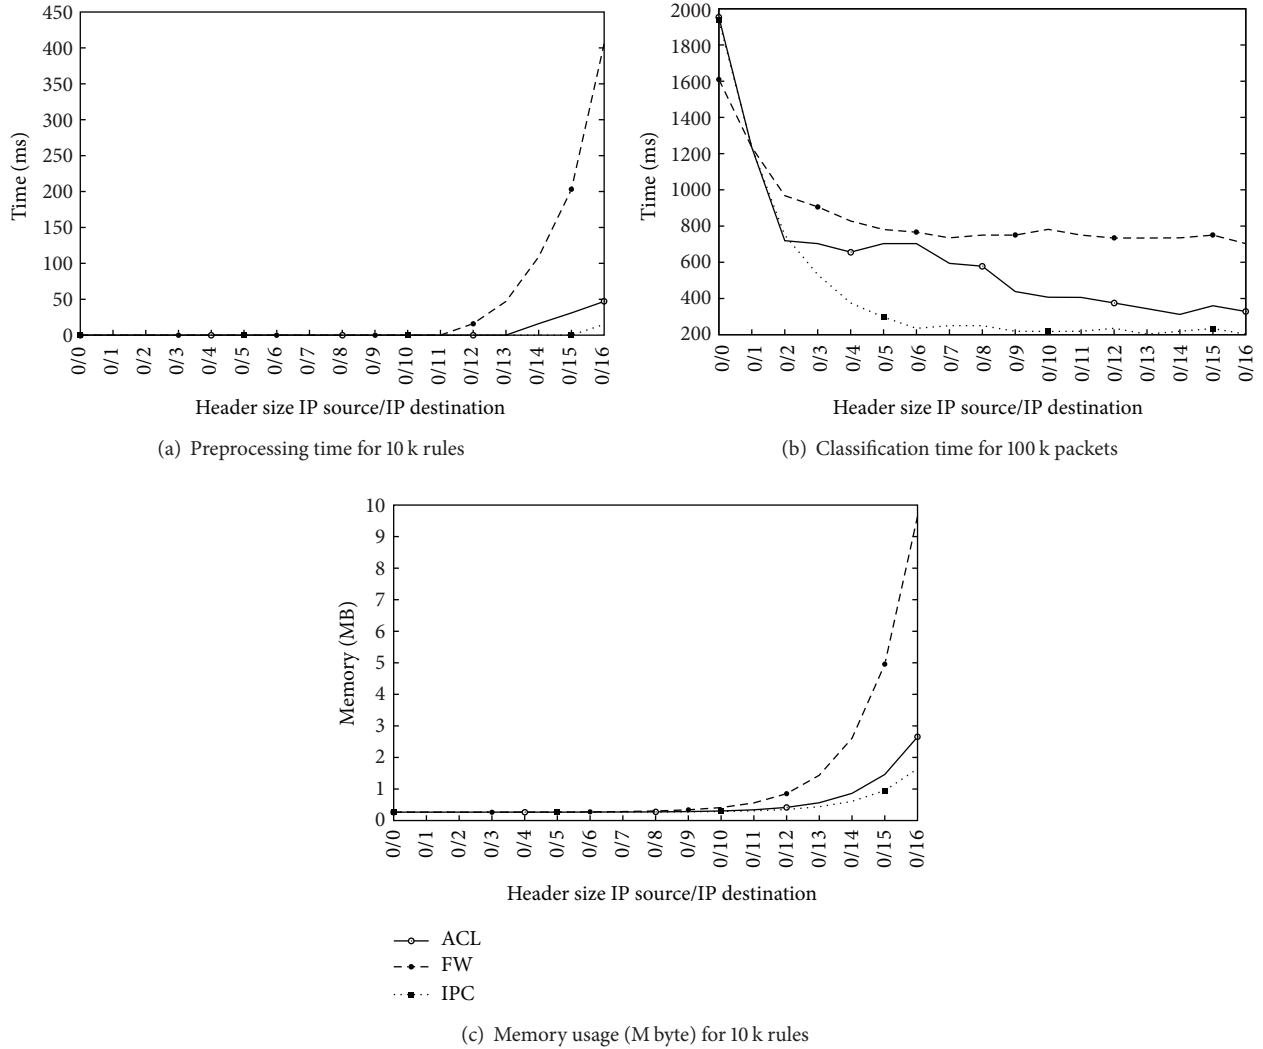 450
400
350
300
250
200
150
100
50
0
Time (ms)
0/0 0/1 0/2 0/3 0/4 0/5 0/6 0/7 0/8 0/9 0/10 0/11 0/12 0/13 0/14 0/15 0/16
Header size IP source/IP destination
(a) Preprocessing time for 10 k rules
2000
1800
1600
1400
1200
1000
800
600
400
200
Time (ms)
0/0 0/1 0/2 0/3 0/4 0/5 0/6 0/7 0/8 0/9 0/10 0/11 0/12 0/13 0/14 0/15 0/16
Header size IP source/IP destination
(b) Classification time for 100 k packets
10
9
8
7
6
5
4
3
2
1
0
Memory (MB)
0/0 0/1 0/2 0/3 0/4 0/5 0/6 0/7 0/8 0/9 0/10 0/11 0/12 0/13 0/14 0/15 0/16
Header size IP source/IP destination
ACL
FW
IPC
(c) Memory usage (M byte) for 10 k rules